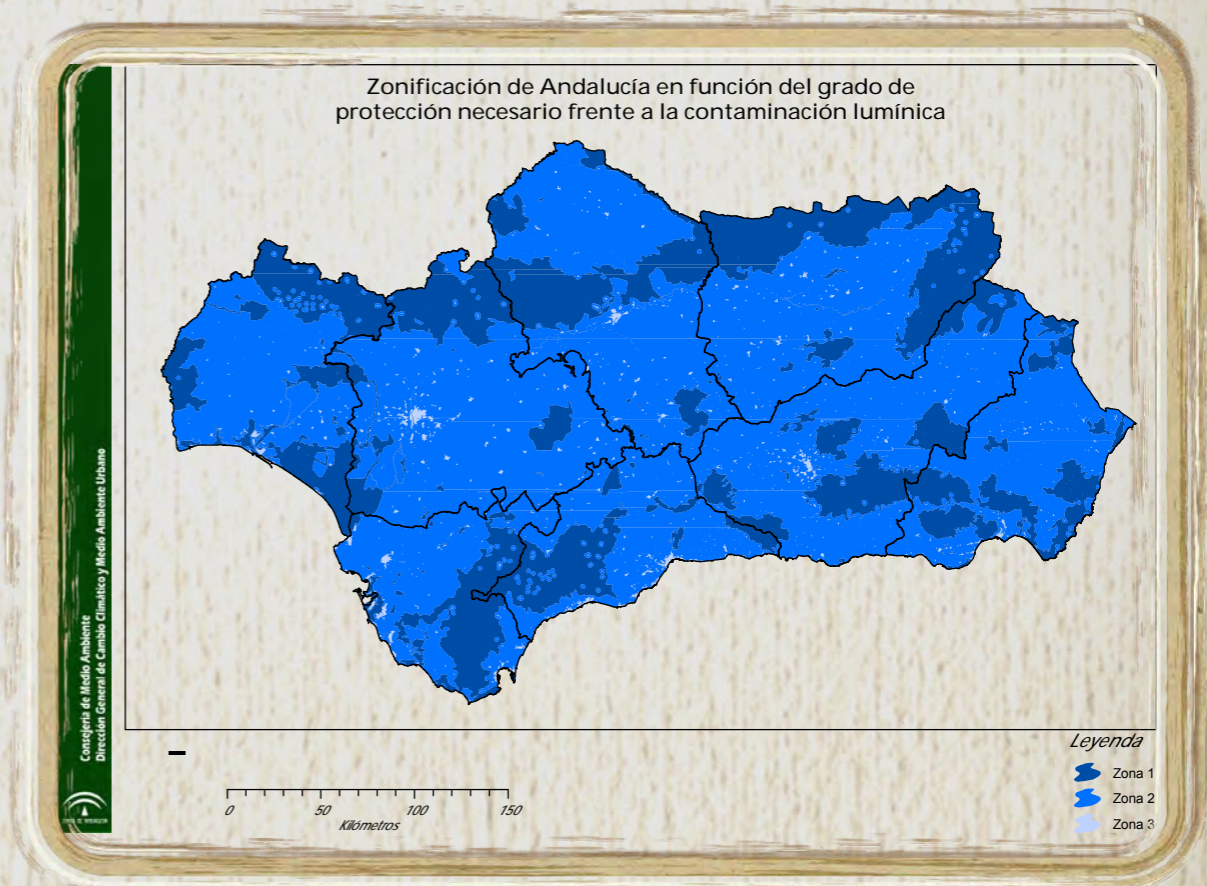 Zonificación de Andalucía en función del grado de
protección necesario frente a la contaminación lumínica
Consejería de Medio Ambiente
Dirección General de Cambio Climático y Medio Ambiente Urbano
0 50 100 150
Kilómetros
Leyenda
Zona 1
Zona 2
Zona 3